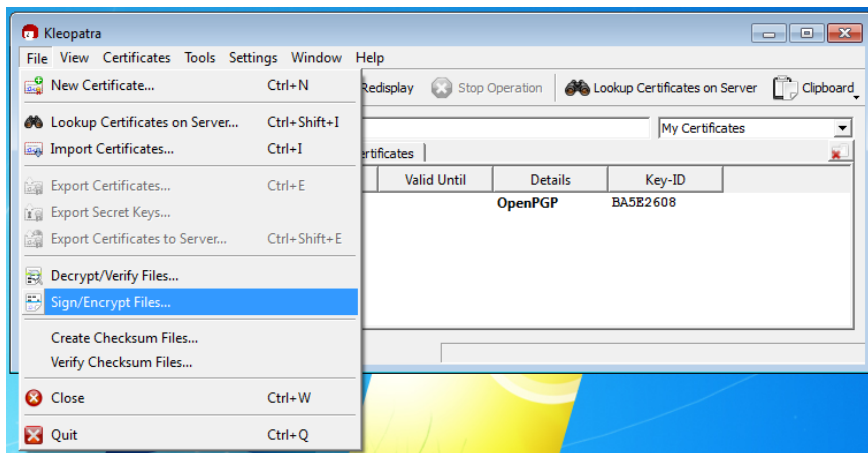 Kleopatra
File View Certificates Tools Settings Window Help
New Certificate... Ctrl+N
Redisplay Stop Operation Lookup Certificates on Server Clipboard
Lookup Certificates on Server... Ctrl+Shift+I
My Certificates
Import Certificates... Ctrl+I
ertificates
Valid Until Details Key-ID
Export Certificates... Ctrl+E
OpenPGP BA5E2608
Export Secret Keys...
Export Certificates to Server... Ctrl+Shift+E
Decrypt/Verify Files...
Sign/Encrypt Files...
Create Checksum Files...
Verify Checksum Files...
Close Ctrl+W
Quit Ctrl+Q